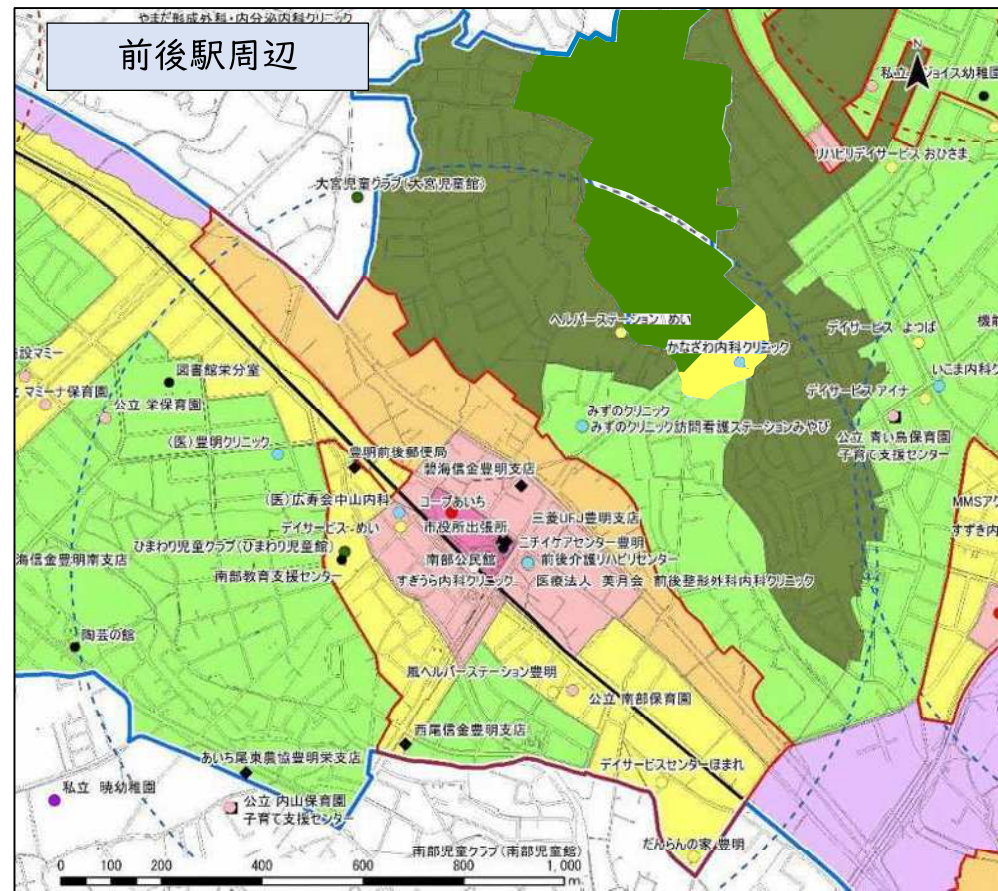 やまだ形成外科・内分泌内科クリニック
前後駅周辺
N
私立 ジョイス幼稚園
リハビリデイサービス おひさま
大宮児童クラブ(大宮児童館)
ヘルパーステーション めい
デイサービス よつば
かなざわ内科クリニック
デイサービス アイナ
マミーナ保育園
図書館栄分室
公立 栄保育園
みずのクリニック
みずのクリニック訪問看護ステーションみやび
公立 青い鳥保育園
子育て支援センター
(医)豊明クリニック
豊明前後郵便局
碧海信金豊明支店
(医)広寿会中山内科
コープあいち
三菱UFJ豊明支店
デイサービス めい
市役所出張所
ニチイケアセンター豊明
ひまわり児童クラブ(ひまわり児童館)
南部公民館
前後介護リハビリセンター
海信金豊明南支店
南部教育支援センター
すぎうら内科クリニック
医療法人 美月会 前後整形外科内科クリニック
陶芸の館
風ヘルパーステーション豊明
公立 南部保育園
西尾信金豊明支店
あいち尾東農協豊明栄支店
デイサービスセンターほまれ
私立 暁幼稚園
公立 内山保育園
子育て支援センター
だんらんの家 豊明
南部児童クラブ(南部児童館)
0 100 200 400 600 800 1,000
m